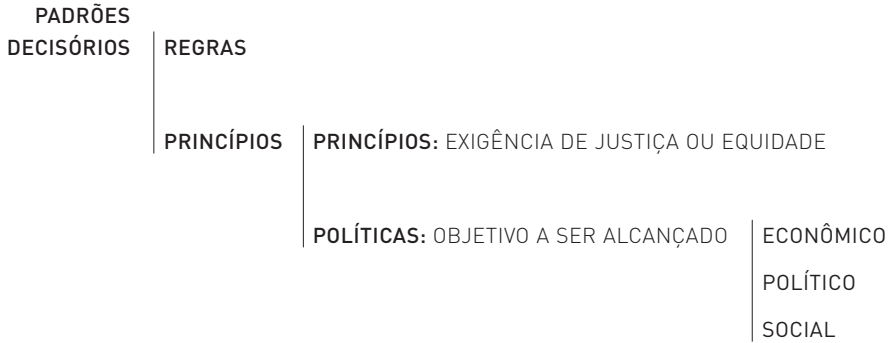 PADRÕES
DECISÓRIOS REGRAS
PRINCÍPIOS PRINCÍPIOS: EXIGÊNCIA DE JUSTIÇA OU EQUIDADE
POLÍTICAS: OBJETIVO A SER ALCANÇADO ECONÔMICO
POLÍTICO
SOCIAL